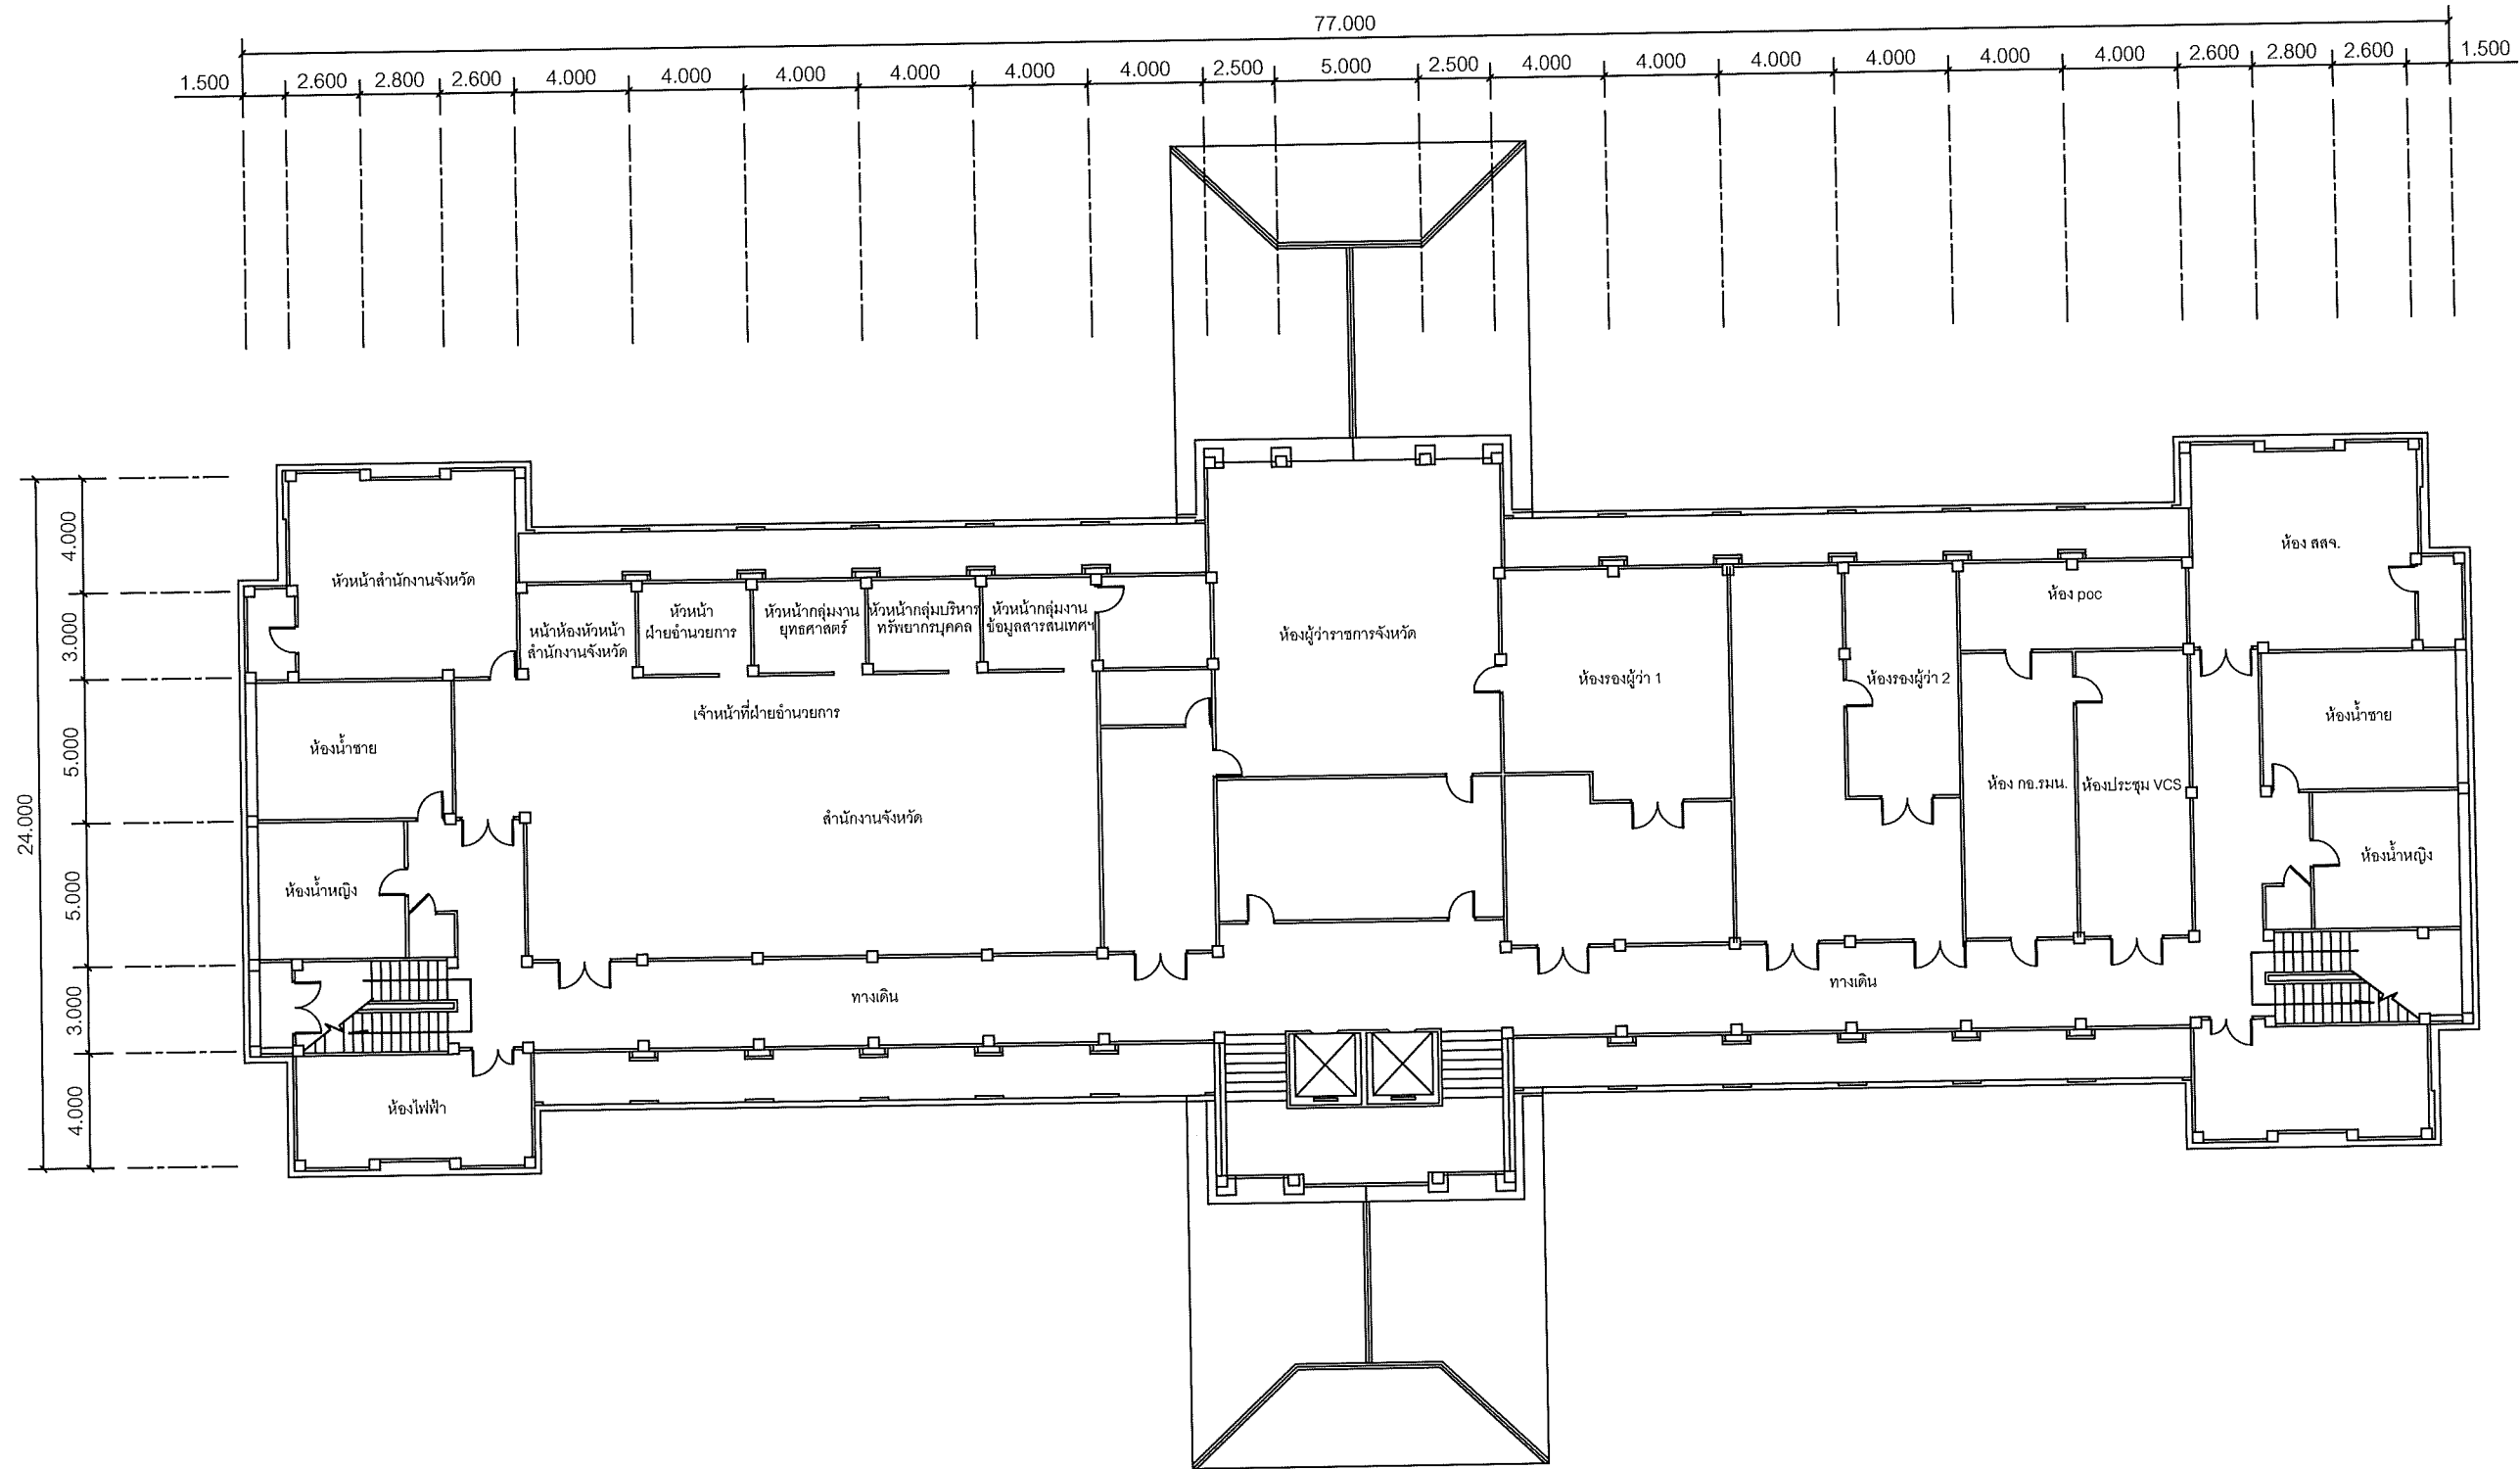 77.000
1.500
2.600
2.800
2.600
4.000
4.000
4.000
4.000
4.000
4.000
2.500
5.000
2.500
4.000
4.000
4.000
4.000
4.000
4.000
2.600
2.800
2.600
1.500
24.000
4.000
3.000
5.000
5.000
3.000
4.000
หัวหน้าสำนักงานจังหวัด
หน้าห้องหัวหน้า
สำนักงานจังหวัด
หัวหน้า
ฝ่ายอำนวยการ
หัวหน้ากลุ่มงาน
ยุทธศาสตร์
หัวหน้ากลุ่มบริหาร
ทรัพยากรบุคคล
หัวหน้ากลุ่มงาน
ข้อมูลสารสนเทศฯ
ห้องผู้ว่าราชการจังหวัด
ห้องรองผู้ว่า 1
ห้องรองผู้ว่า 2
ห้อง poc
ห้อง สสจ.
ห้องน้ำชาย
เจ้าหน้าที่ฝ่ายอำนวยการ
สำนักงานจังหวัด
ห้อง กอ.รมน.
ห้องประชุม VCS
ห้องน้ำชาย
ห้องน้ำหญิง
ห้องน้ำหญิง
ทางเดิน
ทางเดิน
ห้องไฟฟ้า